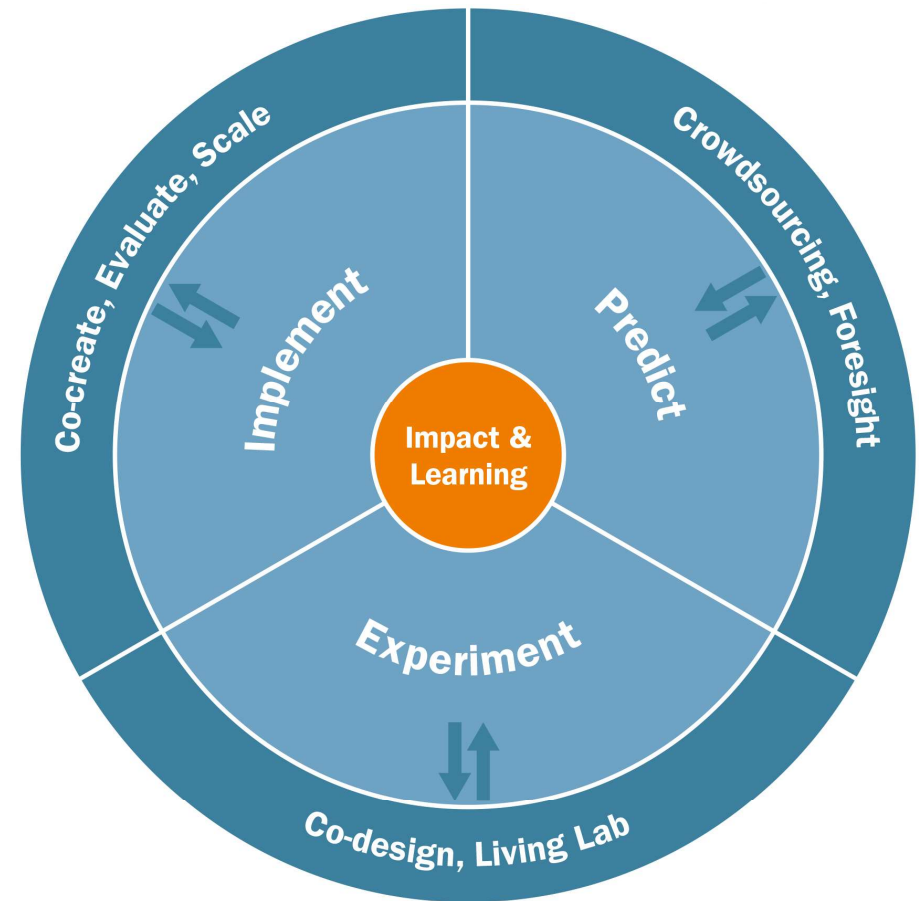 Co-create, Evaluate, Scale
Crowdsourcing, Foresight
Implement
Predict
Impact &
Learning
Experiment
Co-design, Living Lab